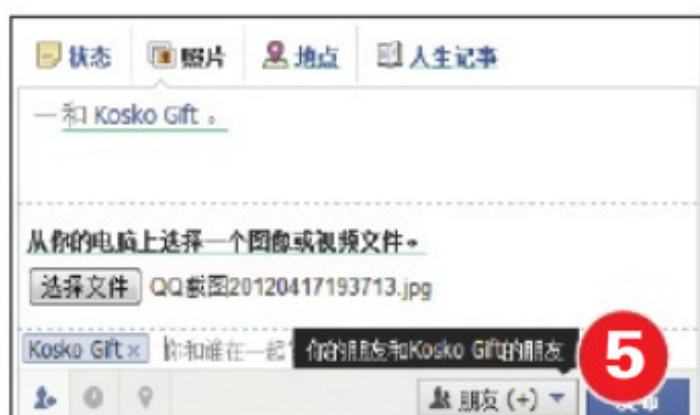 状态 照片 地点 人生记事
— 和 Kosko Gift 。
从你的电脑上选择一个图像或视频文件。
选择文件 QQ截图20120417193713.jpg
Kosko Gift × 你和谁在一起? 你的朋友和Kosko Gift的朋友
5
朋友 (+)